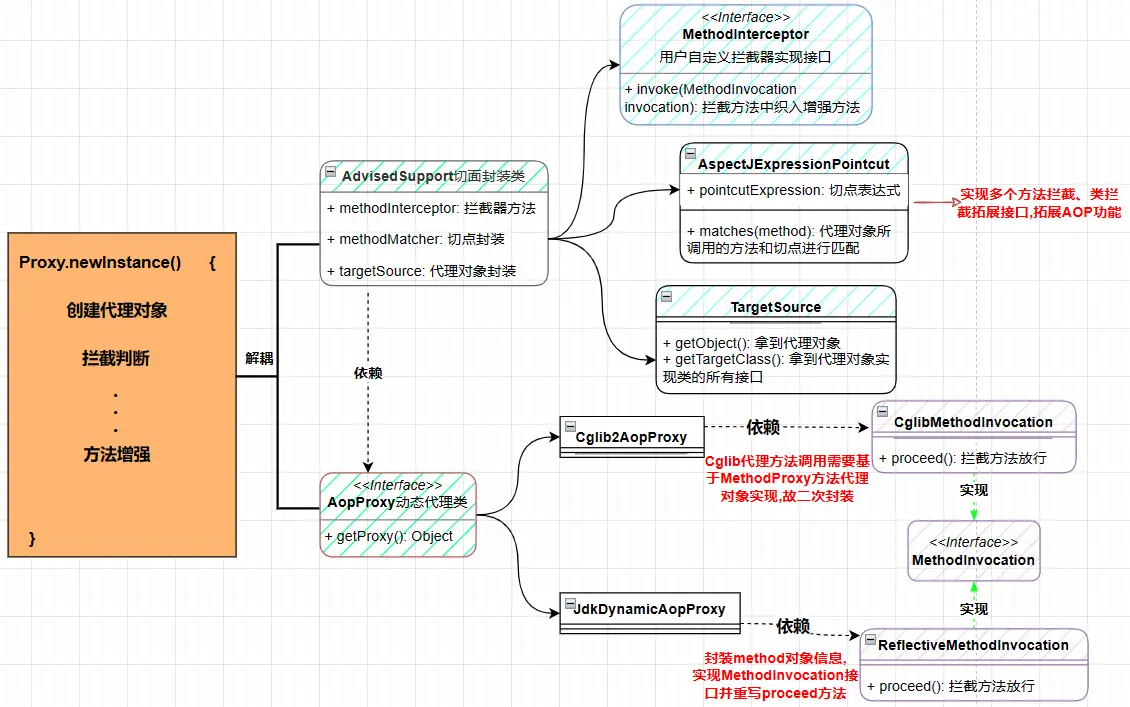 Proxy.newInstance() {
创建代理对象
拦截判断
.
.
.
方法增强
}
解耦
AdvisedSupport切面封装类
+ methodInterceptor: 拦截器方法
+ methodMatcher: 切点封装
+ targetSource: 代理对象封装
依赖
<<Interface>>
AopProxy动态代理类
+ getProxy(): Object
<<Interface>>
MethodInterceptor
用户自定义拦截器实现接口
+ invoke(MethodInvocation
invocation): 拦截方法中织入增强方法
AspectJExpressionPointcut
+ pointcutExpression: 切点表达式
+ matches(method): 代理对象所
调用的方法和切点进行匹配
实现多个方法拦截、类拦
截拓展接口,拓展AOP功能
TargetSource
+ getObject(): 拿到代理对象
+ getTargetClass(): 拿到代理对象实
现类的所有接口
Cglib2AopProxy
依赖
Cglib代理方法调用需要基
于MethodProxy方法代理
对象实现,故二次封装
CglibMethodInvocation
+ proceed(): 拦截方法放行
实现
<<Interface>>
MethodInvocation
实现
JdkDynamicAopProxy
依赖
封装method对象信息,
实现MethodInvocation接
口并重写proceed方法
ReflectiveMethodInvocation
+ proceed(): 拦截方法放行